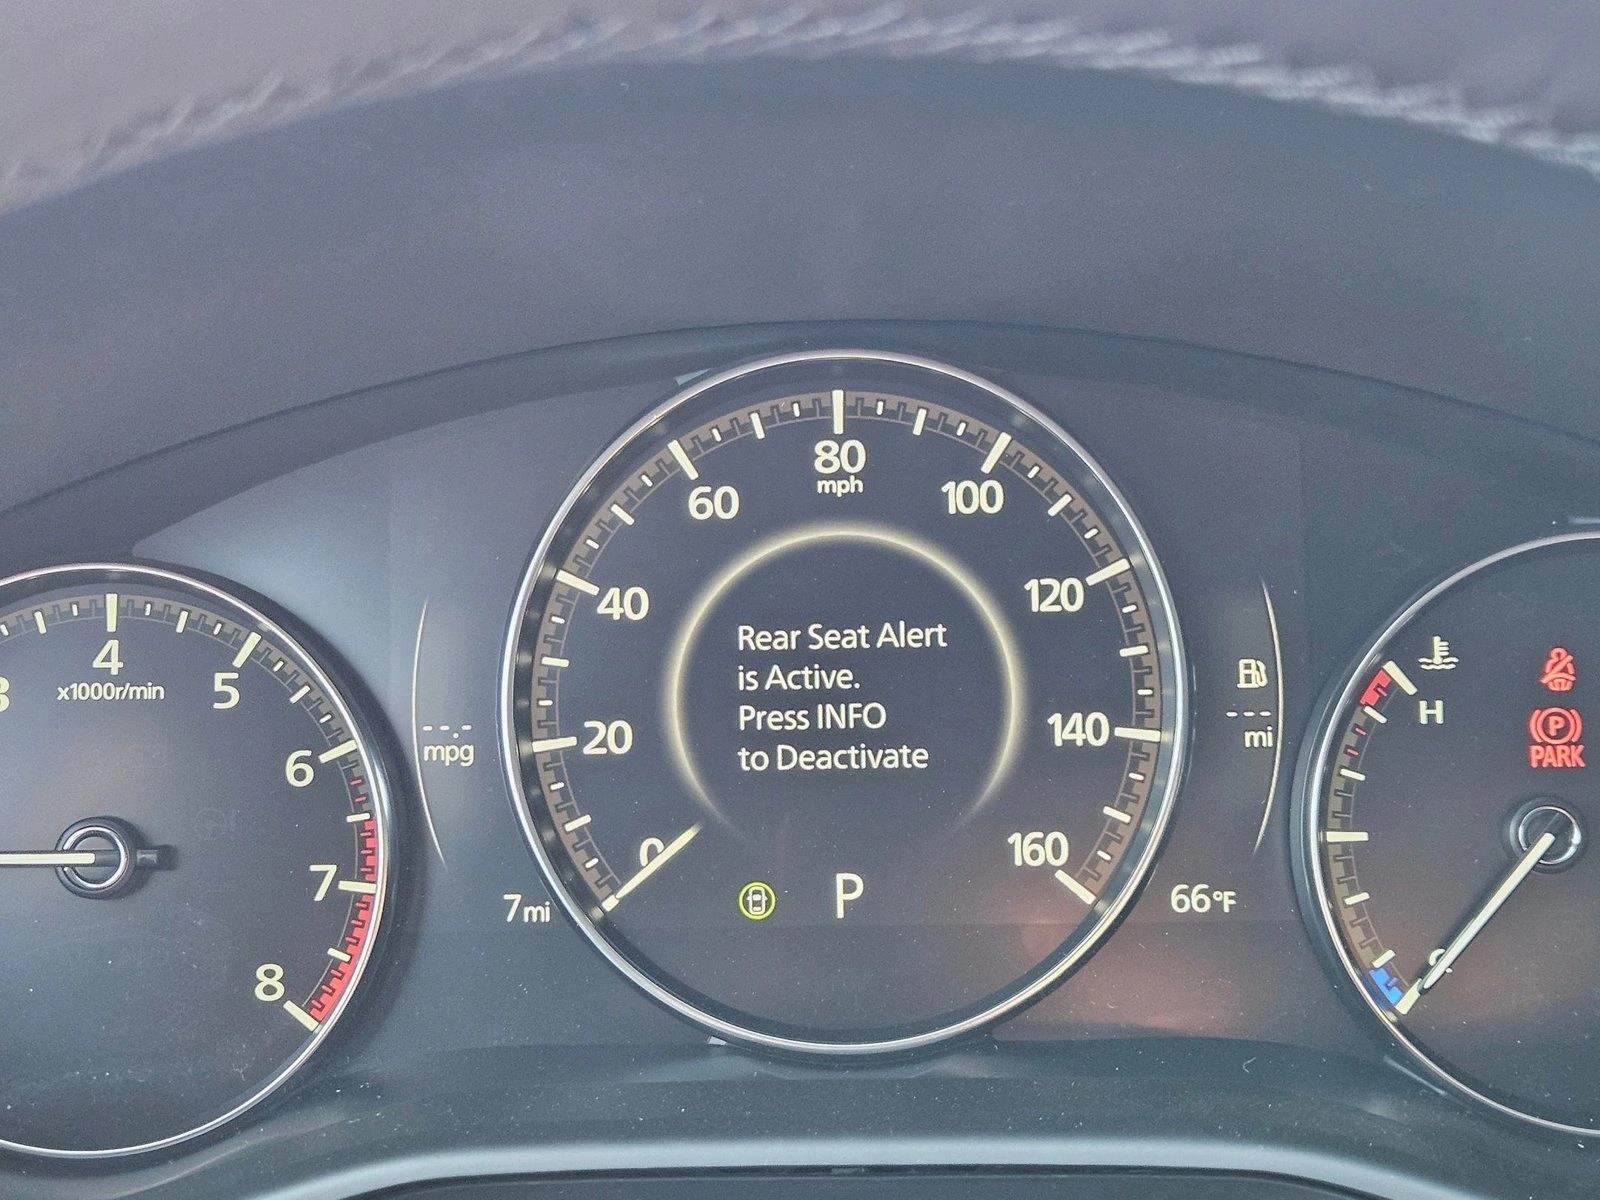 80
mph
60
100
40
120
Rear Seat Alert
is Active.
Press INFO
to Deactivate
20
140
0
160
7mi
P
66°F
4
x1000r/min
5
6
7
8
--.-
mpg
---
mi
H
P
PARK